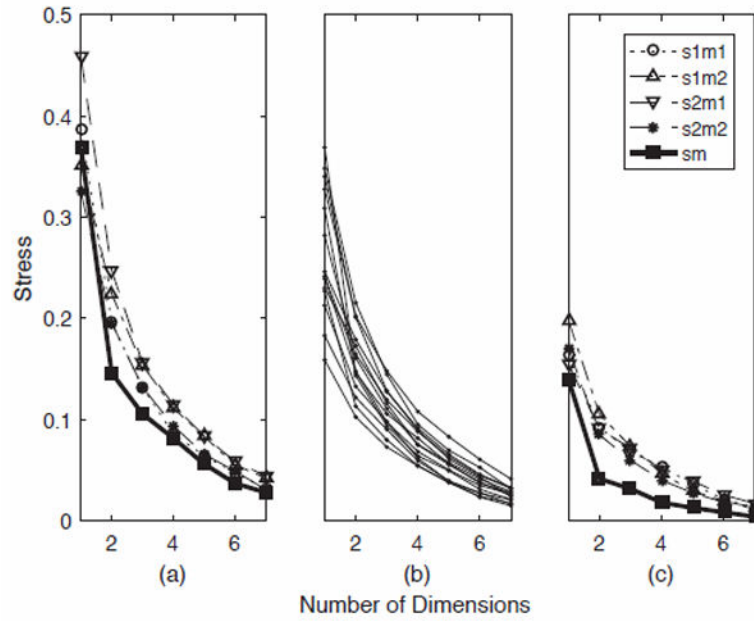 0.5
0.4
0.3
0.2
0.1
0
Stress
2 4 6
(a)
2 4 6
(b)
2 4 6
(c)
Number of Dimensions
s1m1
s1m2
s2m1
s2m2
sm